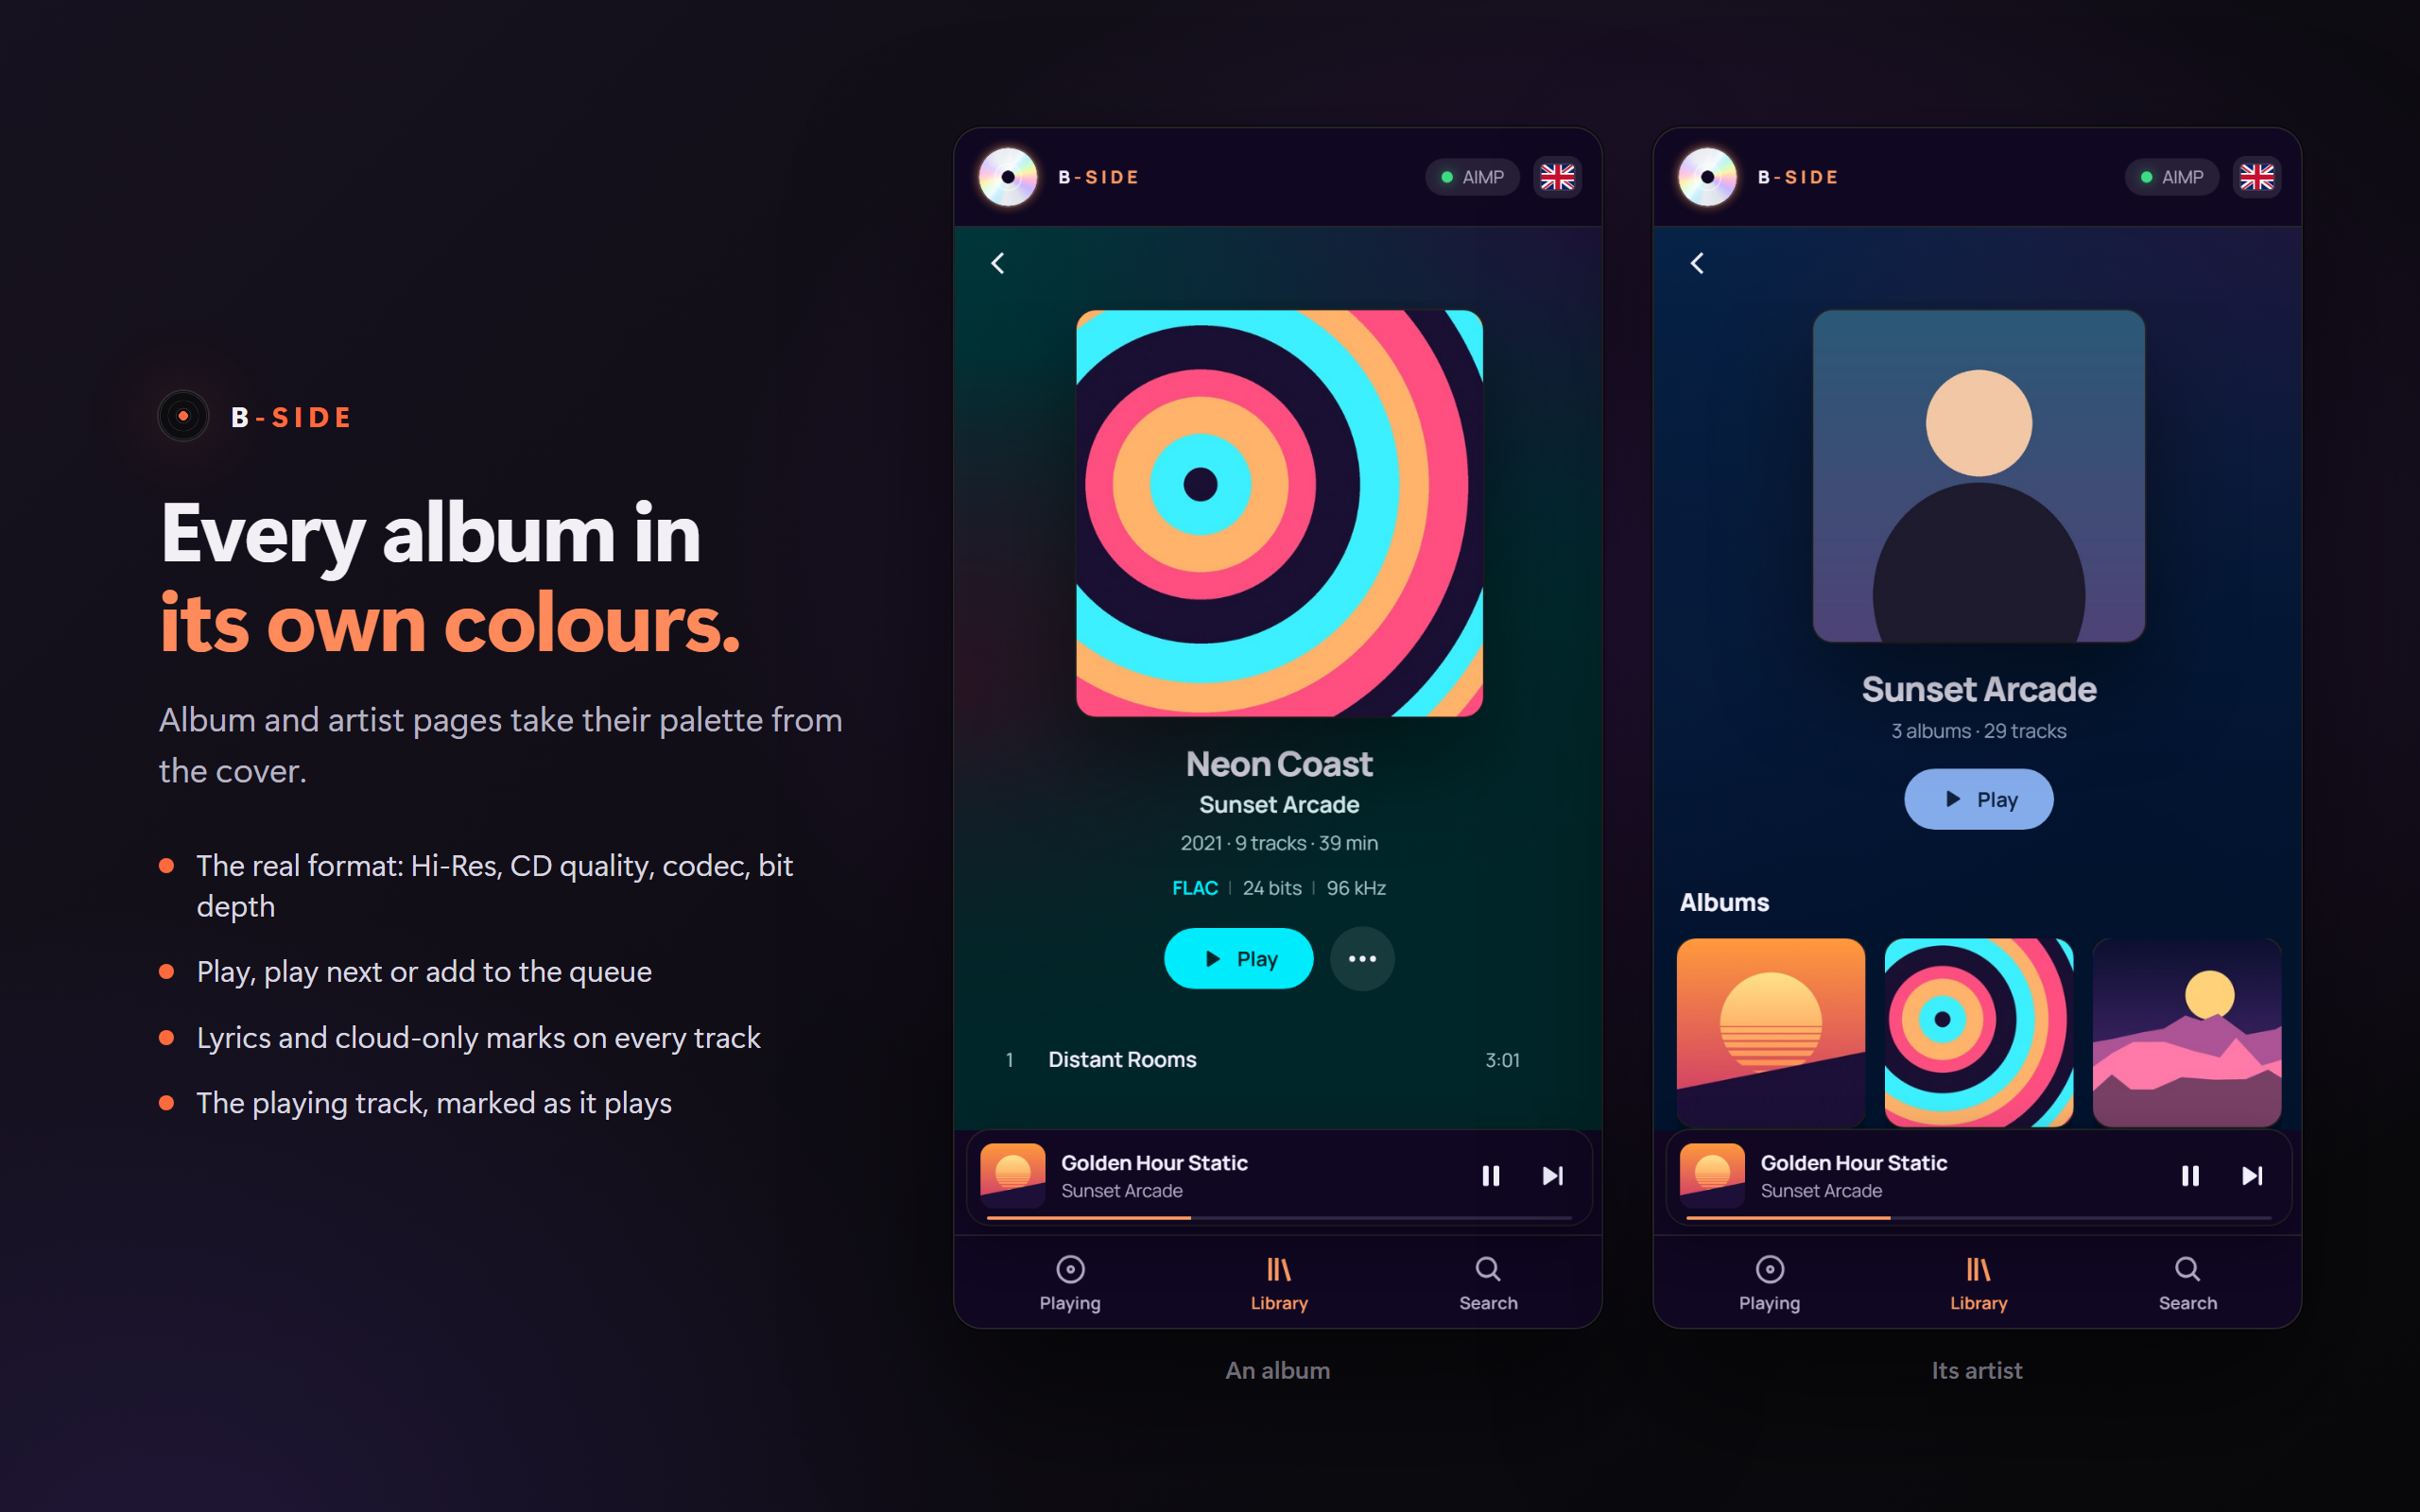 B-SIDE
Every album in
its own colours.
Album and artist pages take their palette from
the cover.
The real format: Hi-Res, CD quality, codec, bit
depth
Play, play next or add to the queue
Lyrics and cloud-only marks on every track
The playing track, marked as it plays
B-SIDE
AIMP
Neon Coast
Sunset Arcade
2021 · 9 tracks · 39 min
FLAC | 24 bits | 96 kHz
Play
1 Distant Rooms 3:01
Golden Hour Static
Sunset Arcade
Playing Library Search
An album
B-SIDE
AIMP
Sunset Arcade
3 albums · 29 tracks
Play
Albums
Golden Hour Static
Sunset Arcade
Playing Library Search
Its artist